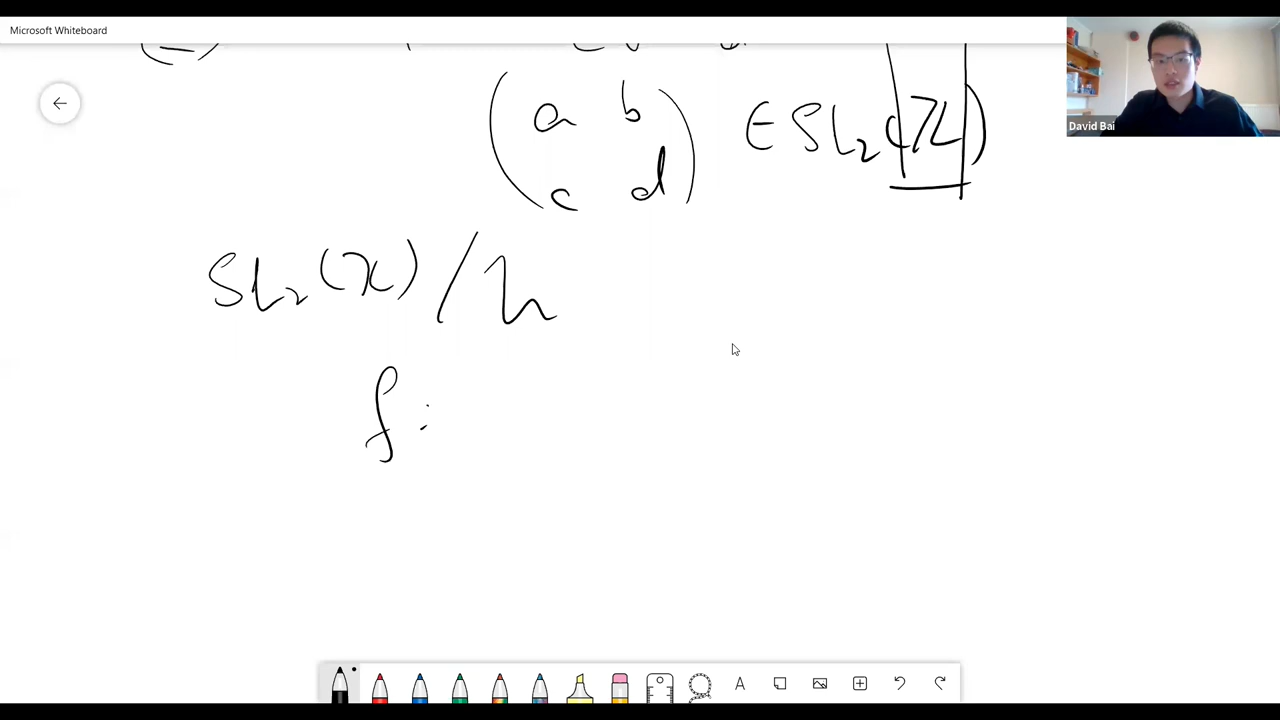 Microsoft Whiteboard
David Bai
a b ∈ SL₂(ℤ)
c d
SL₂(ℤ) / h
f :
A